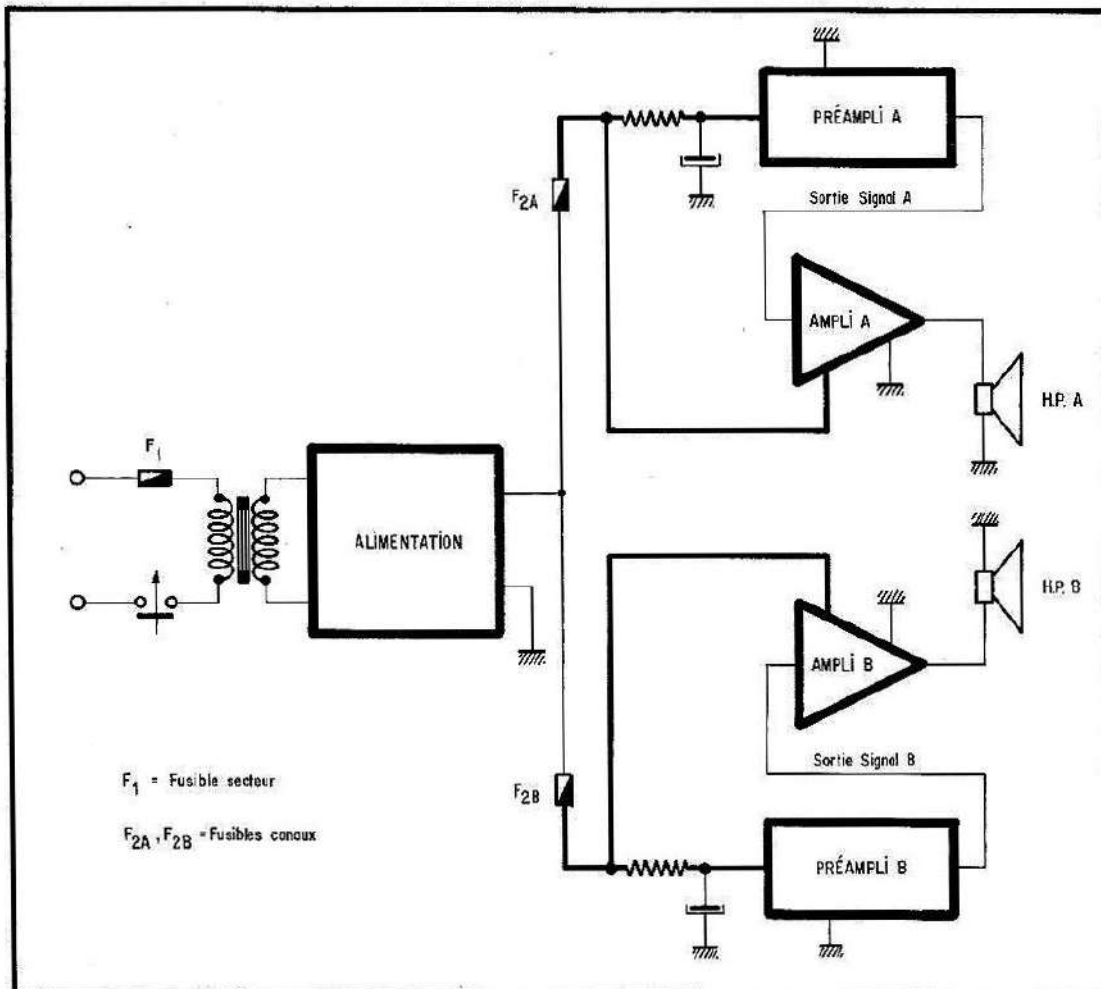 PRÉAMPLI A
F2A
Sortie Signal A
AMPLI A
H.P. A
F1
ALIMENTATION
H.P. B
AMPLI B
Sortie Signal B
F1 = Fusible secteur
F2B
F2A, F2B = Fusibles canaux
PRÉAMPLI B